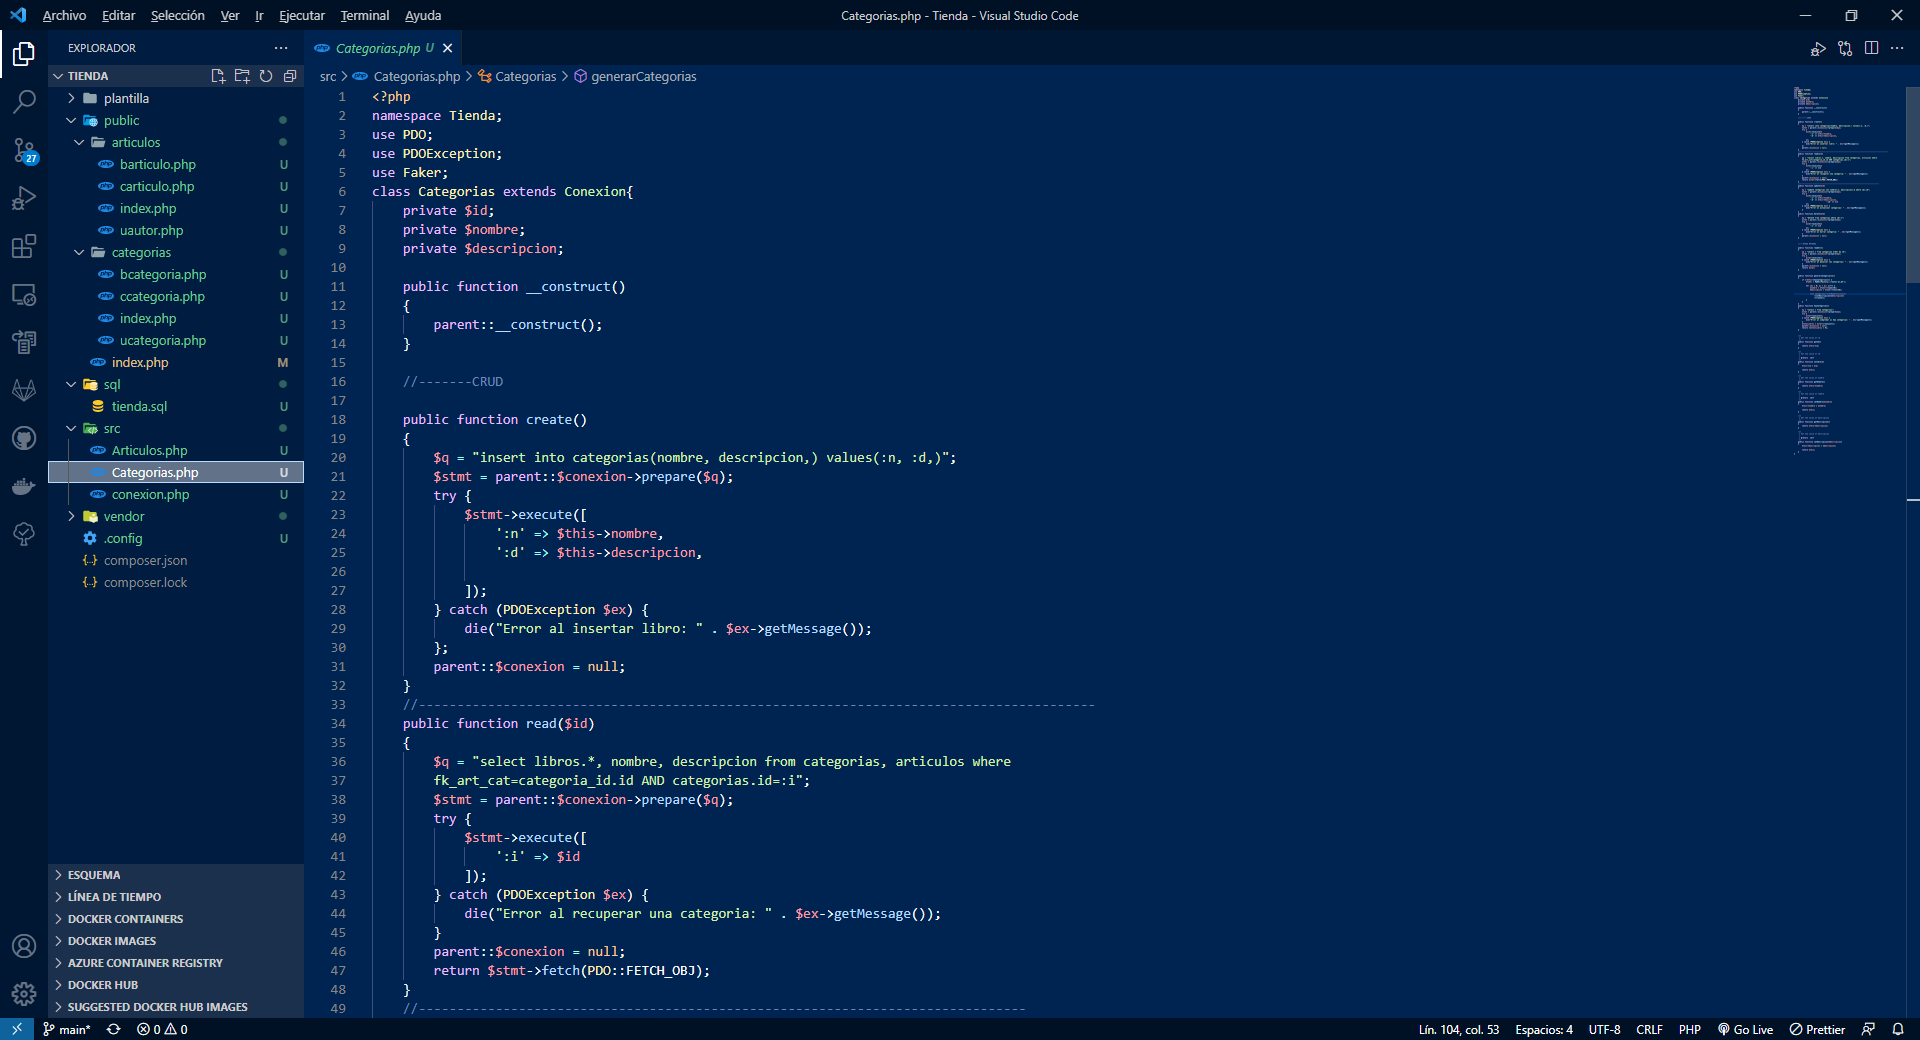 Archivo Editar Selección Ver Ir Ejecutar Terminal Ayuda
Categorias.php - Tienda - Visual Studio Code
EXPLORADOR
TIENDA
plantilla
public
articulos
barticulo.php U
carticulo.php U
index.php U
uautor.php U
categorias
bcategoria.php U
ccategoria.php U
index.php U
ucategoria.php U
index.php M
sql
tienda.sql U
src
Articulos.php U
Categorias.php U
conexion.php U
vendor
.config U
composer.json
composer.lock
ESQUEMA
LÍNEA DE TIEMPO
DOCKER CONTAINERS
DOCKER IMAGES
AZURE CONTAINER REGISTRY
DOCKER HUB
SUGGESTED DOCKER HUB IMAGES
27
Categorias.php U
src > Categorias.php > Categorias > generarCategorias
1 <?php
2 namespace Tienda;
3 use PDO;
4 use PDOException;
5 use Faker;
6 class Categorias extends Conexion{
7 private $id;
8 private $nombre;
9 private $descripcion;
10
11 public function __construct()
12 {
13 parent::__construct();
14 }
15
16 //-------CRUD
17
18 public function create()
19 {
20 $q = "insert into categorias(nombre, descripcion,) values(:n, :d,)";
21 $stmt = parent::$conexion->prepare($q);
22 try {
23 $stmt->execute([
24 ':n' => $this->nombre,
25 ':d' => $this->descripcion,
26
27 ]);
28 } catch (PDOException $ex) {
29 die("Error al insertar libro: " . $ex->getMessage());
30 };
31 parent::$conexion = null;
32 }
33 //----------------------------------------------------------------------------------------
34 public function read($id)
35 {
36 $q = "select libros.*, nombre, descripcion from categorias, articulos where
37 fk_art_cat=categoria_id.id AND categorias.id=:i";
38 $stmt = parent::$conexion->prepare($q);
39 try {
40 $stmt->execute([
41 ':i' => $id
42 ]);
43 } catch (PDOException $ex) {
44 die("Error al recuperar una categoria: " . $ex->getMessage());
45 }
46 parent::$conexion = null;
47 return $stmt->fetch(PDO::FETCH_OBJ);
48 }
49 //-------------------------------------------------------------------------------
main* 0 0
Lín. 104, col. 53 Espacios: 4 UTF-8 CRLF PHP Go Live Prettier